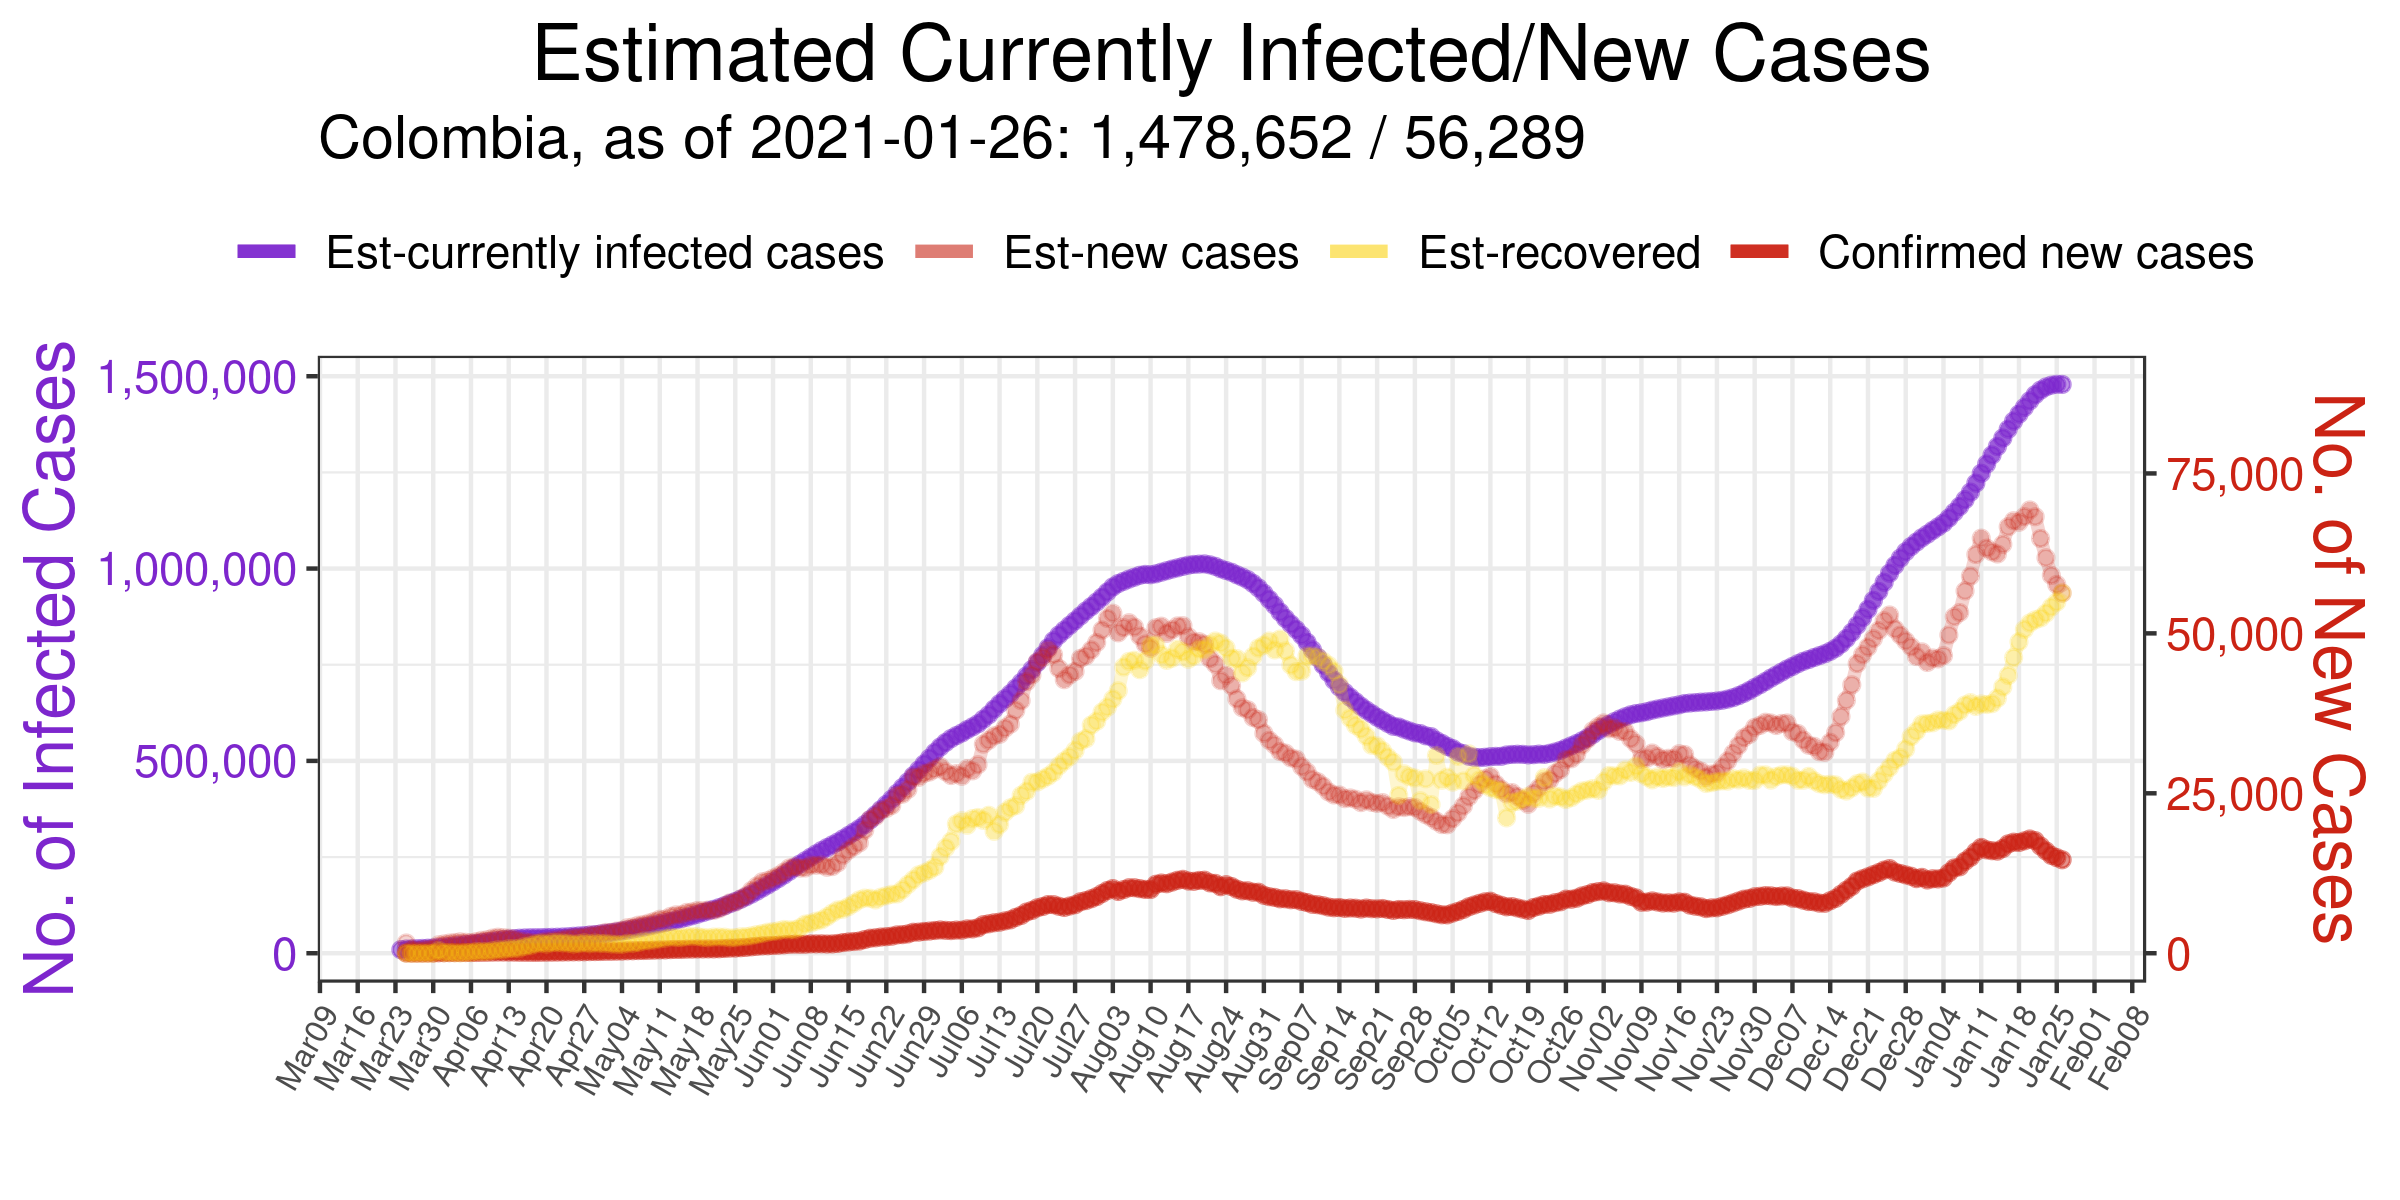 Estimated Currently Infected/New Cases
Colombia, as of 2021-01-26: 1,478,652 / 56,289
Est-currently infected cases Est-new cases Est-recovered Confirmed new cases
No. of Infected Cases
1,500,000
1,000,000
500,000
0
75,000
50,000
25,000
0
No. of New Cases
Mar09 Mar16 Mar23 Mar30 Apr06 Apr13 Apr20 Apr27 May04 May11 May18 May25 Jun01 Jun08 Jun15 Jun22 Jun29 Jul06 Jul13 Jul20 Jul27 Aug03 Aug10 Aug17 Aug24 Aug31 Sep07 Sep14 Sep21 Sep28 Oct05 Oct12 Oct19 Oct26 Nov02 Nov09 Nov16 Nov23 Nov30 Dec07 Dec14 Dec21 Dec28 Jan04 Jan11 Jan18 Jan25 Feb01 Feb08